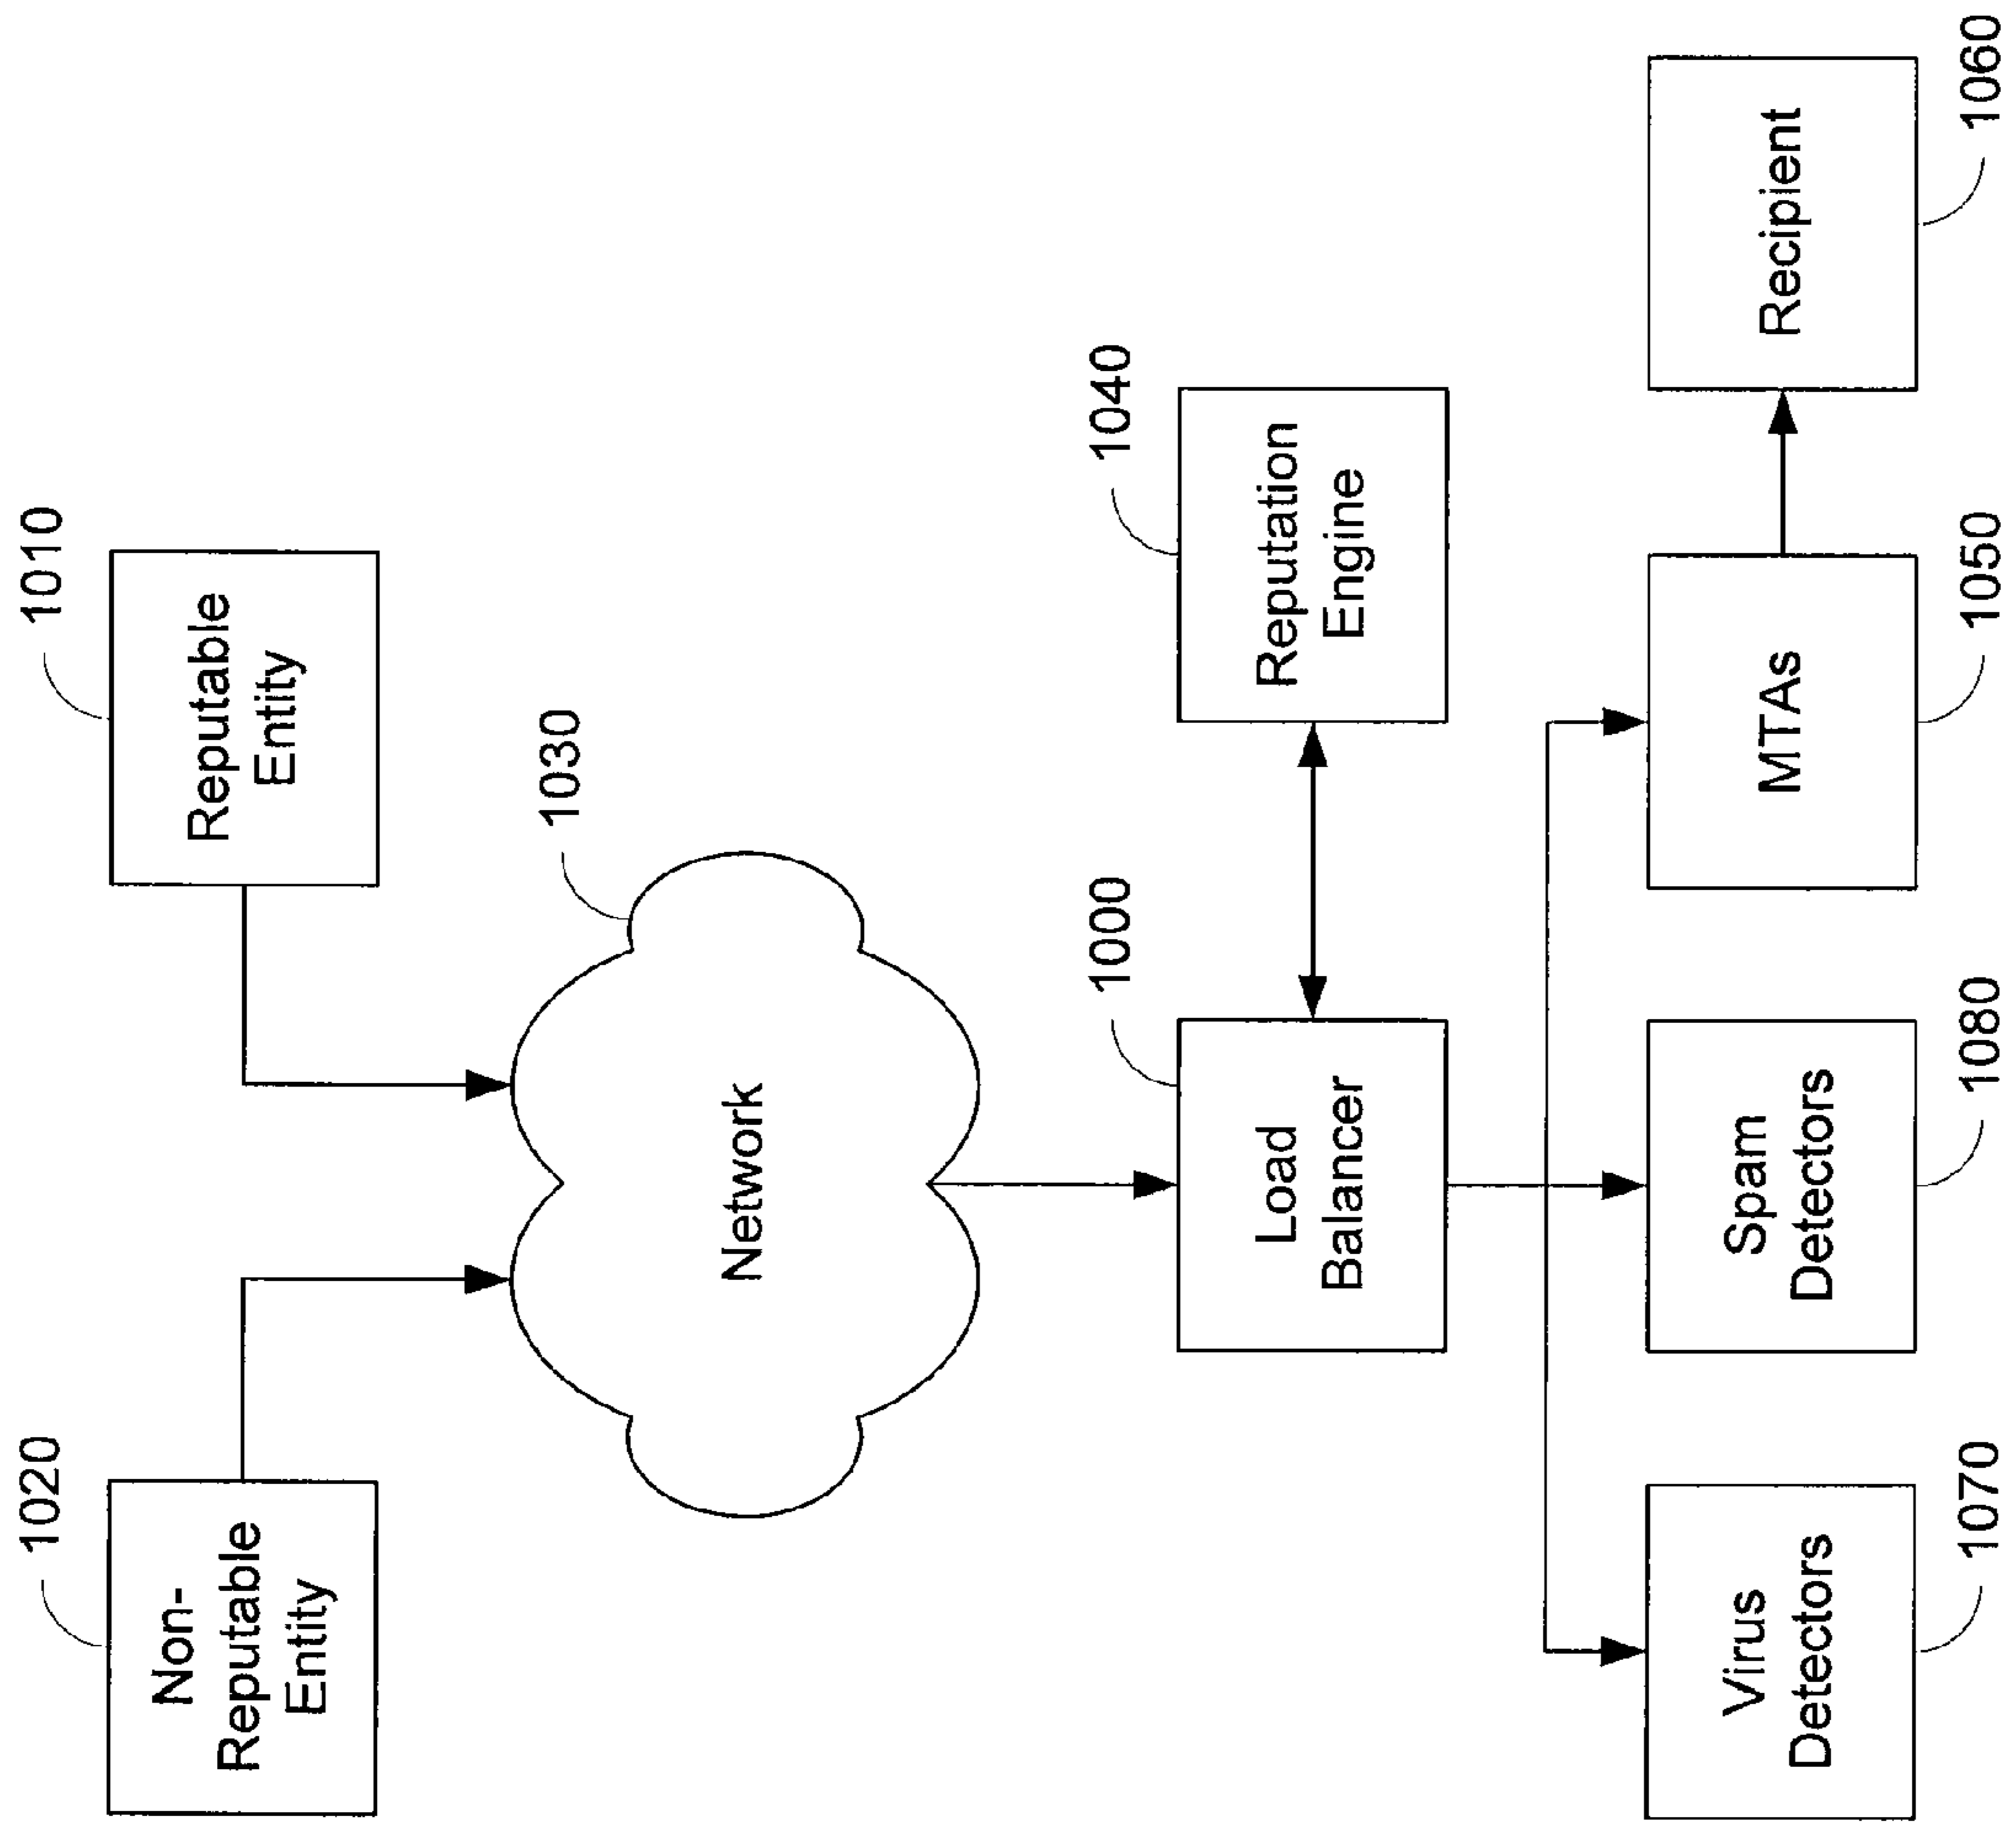 1020
Non-
Reputable
Entity
1010
Reputable
Entity
1030
Network
1000
Load
Balancer
1040
Reputation
Engine
Virus
Detectors
1070
Spam
Detectors
1080
MTAs
1050
Recipient
1060